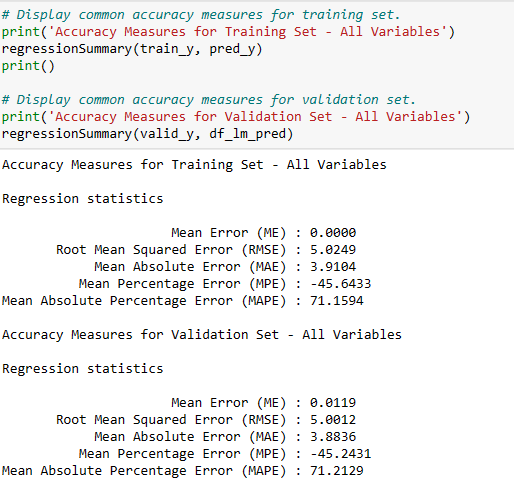 # Display common accuracy measures for training set.
print('Accuracy Measures for Training Set - All Variables')
regressionSummary(train_y, pred_y)
print()
# Display common accuracy measures for validation set.
print('Accuracy Measures for Validation Set - All Variables')
regressionSummary(valid_y, df_lm_pred)
Accuracy Measures for Training Set - All Variables
Regression statistics
Mean Error (ME) : 0.0000
Root Mean Squared Error (RMSE) : 5.0249
Mean Absolute Error (MAE) : 3.9104
Mean Percentage Error (MPE) : -45.6433
Mean Absolute Percentage Error (MAPE) : 71.1594
Accuracy Measures for Validation Set - All Variables
Regression statistics
Mean Error (ME) : 0.0119
Root Mean Squared Error (RMSE) : 5.0012
Mean Absolute Error (MAE) : 3.8836
Mean Percentage Error (MPE) : -45.2431
Mean Absolute Percentage Error (MAPE) : 71.2129